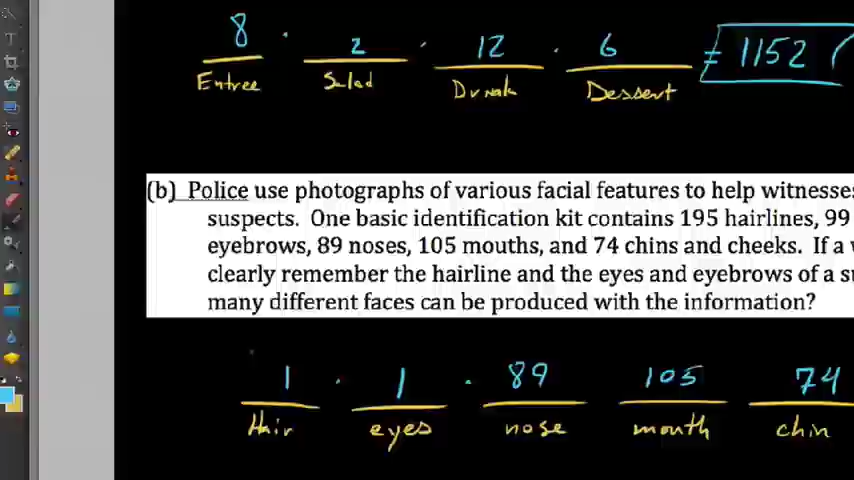 8 · 2 · 12 · 6 = 1152
Entree Salad Drink Dessert
(b) Police use photographs of various facial features to help witnesses
suspects. One basic identification kit contains 195 hairlines, 99
eyebrows, 89 noses, 105 mouths, and 74 chins and cheeks. If a
clearly remember the hairline and the eyes and eyebrows of a
many different faces can be produced with the information?
1 · 1 · 89 105 74
Hair eyes nose mouth chin